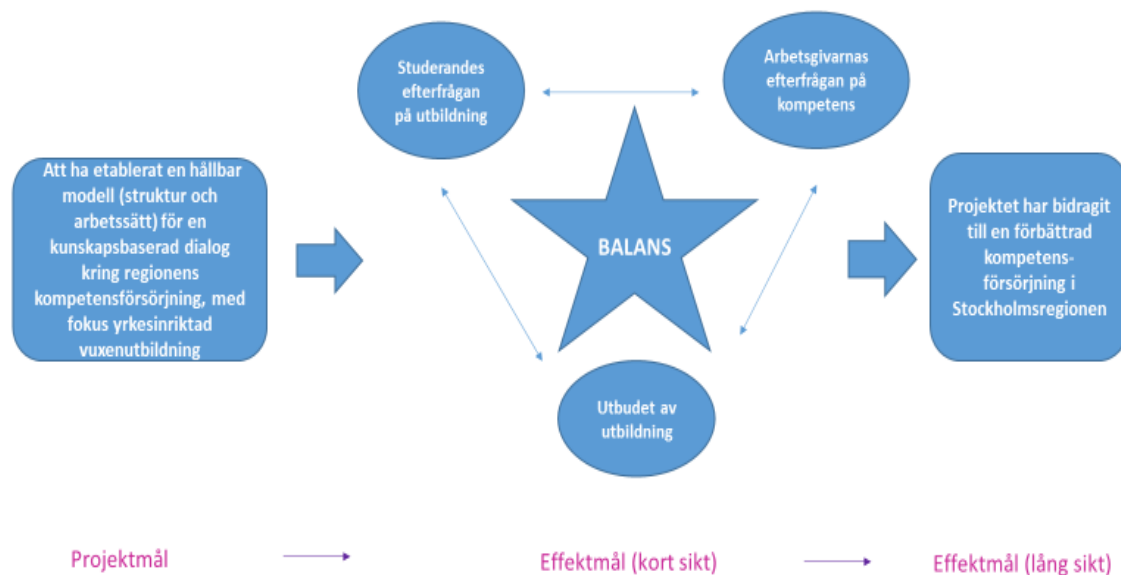 Studerandes
efterfrågan
på utbildning
Arbetsgivarnas
efterfrågan på
kompetens
Att ha etablerat en hållbar
modell (struktur och
arbetssätt) för en
kunskapsbaserad dialog
kring regionens
kompetensförsörjning, med
fokus yrkesinriktad
vuxenutbildning
BALANS
Projektet har bidragit
till en förbättrad
kompetens-
försörjning i
Stockholmsregionen
Utbudet av
utbildning
Projektmål
Effektmål (kort sikt)
Effektmål (lång sikt)